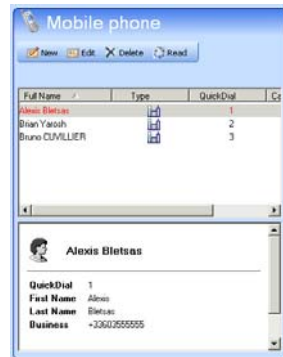 Mobile phone
New Edit Delete Read
Full Name Type QuickDial Co
Alexis Bletsas 1
Brian Yarosh 2
Bruno CUVILLIER 3
Alexis Bletsas
QuickDial 1
First Name Alexis
Last Name Bletsas
Business +33603555555